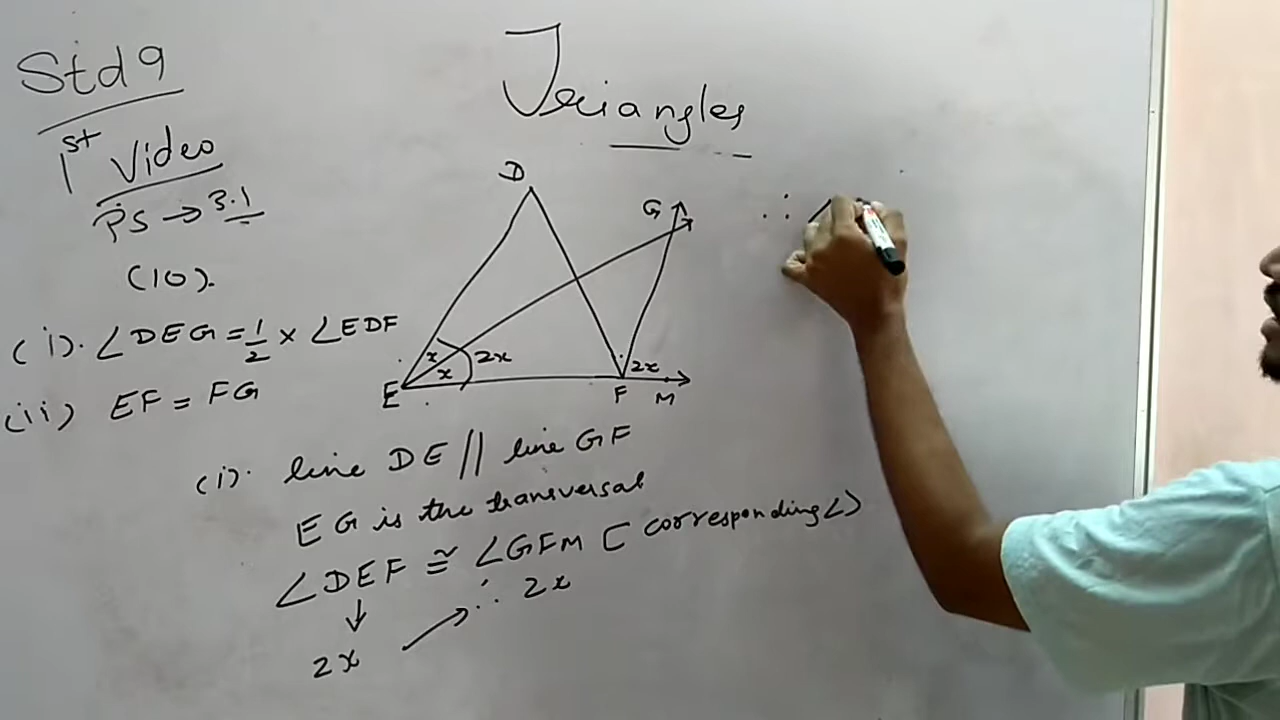 Std 9
Triangles
1st Video
PS → 3.1
(10).
(i). ∠DEG = 1/2 × ∠EDF
(ii) EF = FG
D
G
x
x
2x
2x
E
F
M
∴
(i). line DE // line GF
EG is the transversal
∠DEF ≅ ∠GFM [corresponding∠]
↓
2x → ∴ 2x